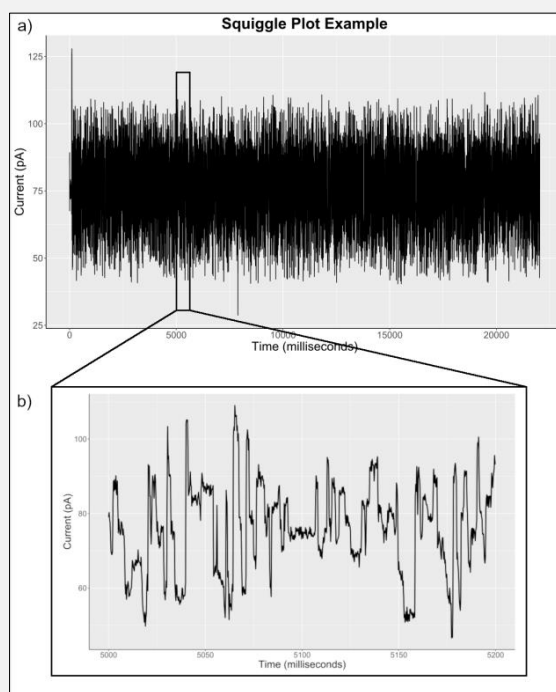 a)
Squiggle Plot Example
125
100
75
50
25
Current (pA)
0
5000
10000
15000
20000
Time (milliseconds)
b)
100
80
60
Current (pA)
5000
5050
5100
5150
5200
Time (milliseconds)